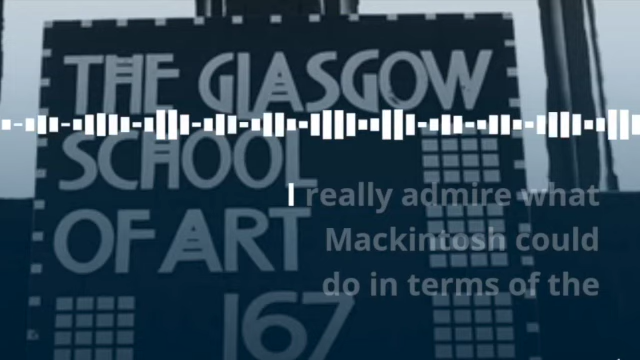 THE GLASGOW
SCHOOL
OF ART
167
I really admire what
Mackintosh could
do in terms of the